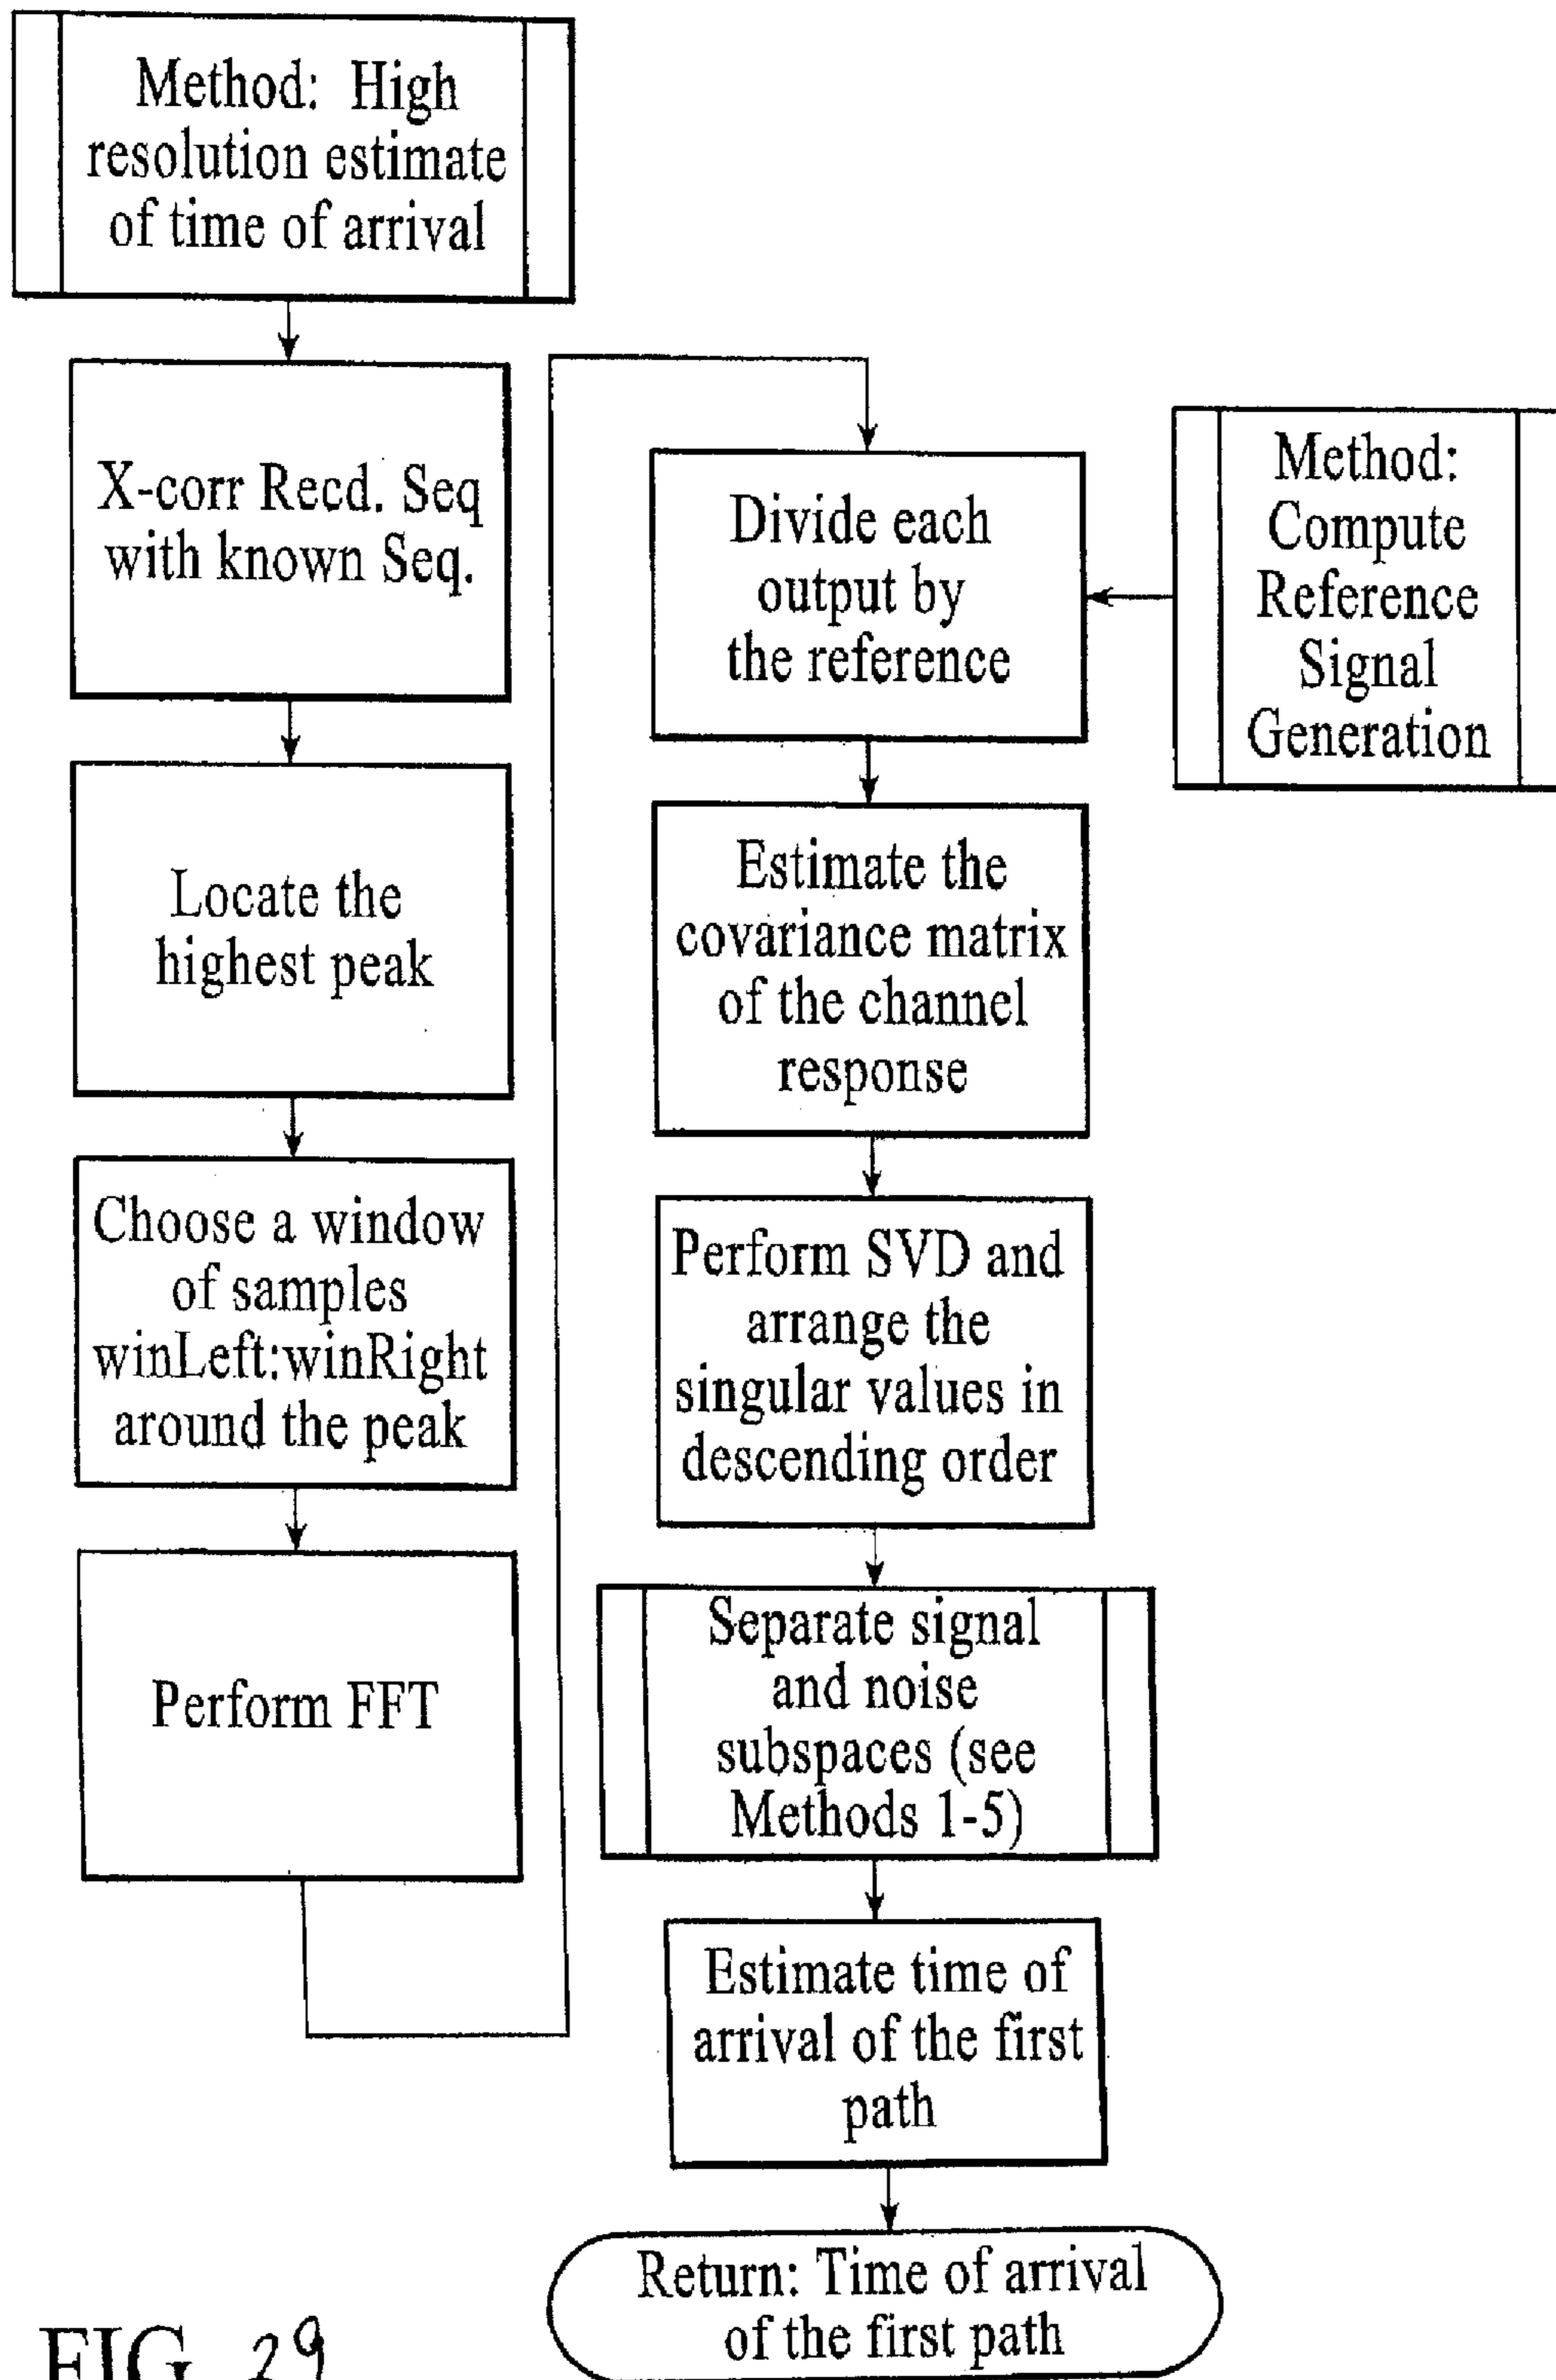 Method: High
resolution estimate
of time of arrival
X-corr Recd. Seq
with known Seq.
Locate the
highest peak
Choose a window
of samples
winLeft:winRight
around the peak
Perform FFT
Divide each
output by
the reference
Method:
Compute
Reference
Signal
Generation
Estimate the
covariance matrix
of the channel
response
Perform SVD and
arrange the
singular values in
descending order
Separate signal
and noise
subspaces (see
Methods 1-5)
Estimate time of
arrival of the first
path
Return: Time of arrival
of the first path
FIG. 29